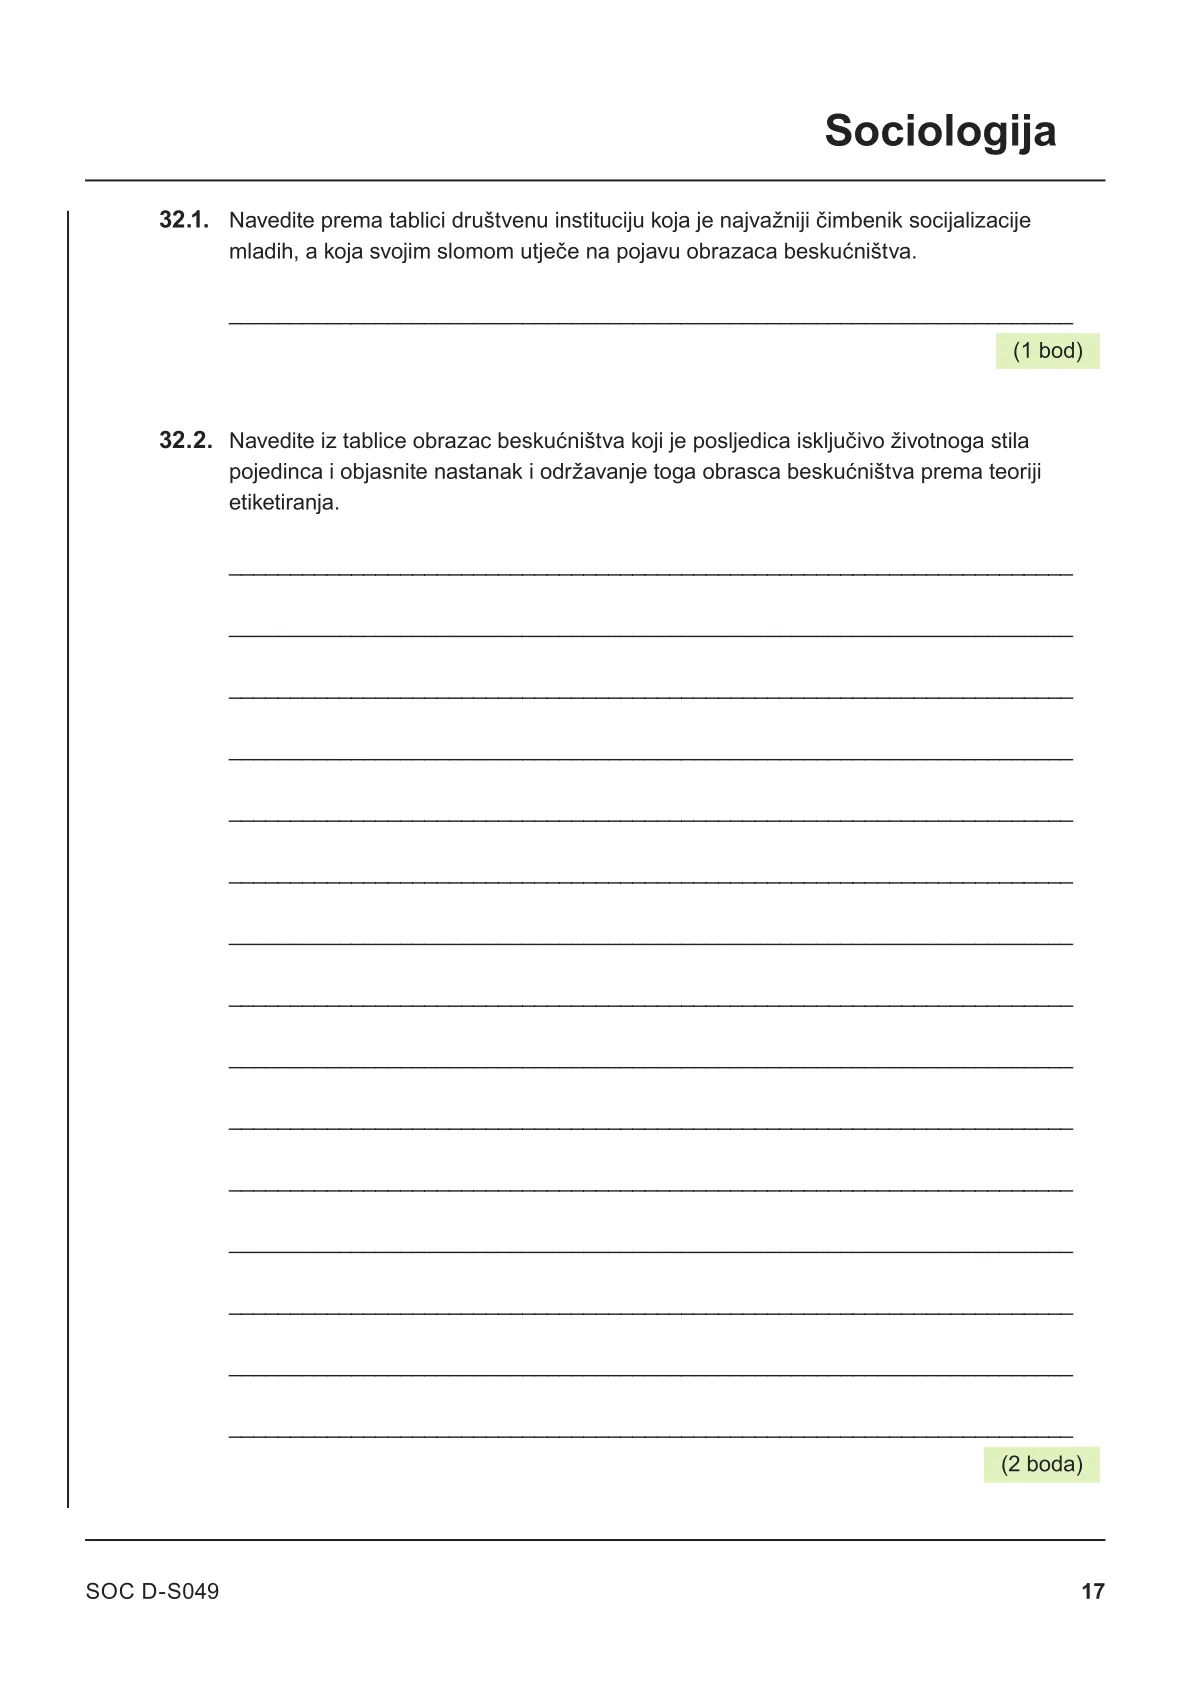 Sociologija
32.1. Navedite prema tablici društvenu instituciju koja je najvažniji čimbenik socijalizacije
mladih, a koja svojim slomom utječe na pojavu obrazaca beskućništva.
(1 bod)
32.2. Navedite iz tablice obrazac beskućništva koji je posljedica isključivo životnoga stila
pojedinca i objasnite nastanak i održavanje toga obrasca beskućništva prema teoriji
etiketiranja.
(2 boda)
SOC D-S049
17